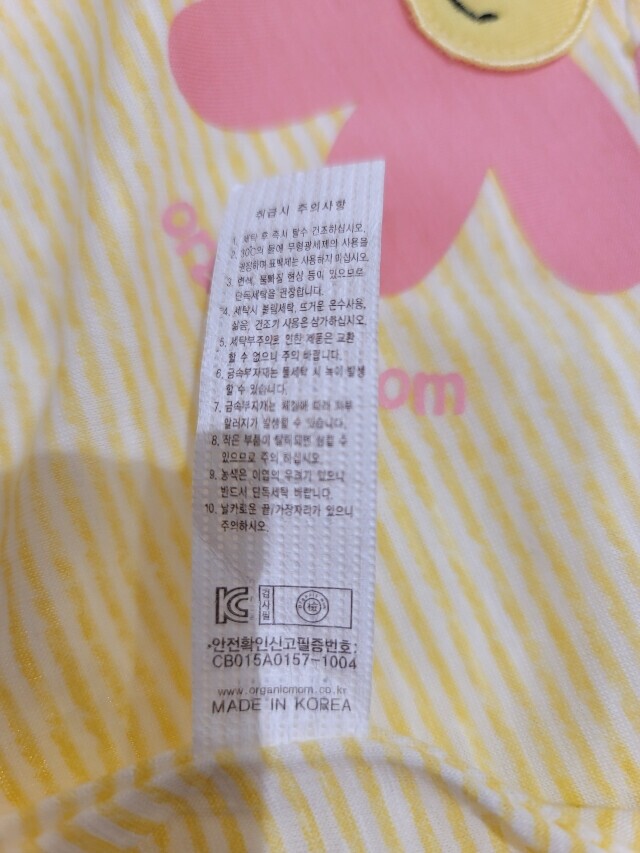 취급시 주의사항
1. 세탁 후 즉시 탈수 건조하십시오.
2. 30℃의 물에 무형광세제의 사용을
권장하며 표백제는 사용하지 마십시오.
3. 변색, 물빠짐 현상 등이 있으므로
단독세탁을 권장합니다.
4. 세탁시 컬러세탁, 뜨거운 온수사용,
삶음, 건조기 사용은 삼가하십시오.
5. 세탁부주의로 인한 제품은 교환
할 수 없으니 주의 바랍니다.
6. 금속부자재는 물세탁 시 녹이 발생
할 수 있습니다.
7. 금속부자재는 체질에 따라 피부
알러지가 발생할 수 있습니다.
8. 작은 부품이 탈락되면 삼킬 수
있으므로 주의 하십시오.
9. 농색은 이염의 우려가 있으니
반드시 단독세탁 바랍니다.
10. 날카로운 끝/가장자리가 있으니
주의하시오.
검사필
안전확인신고필증번호:
CB015A0157-1004
www.organicmom.co.kr
MADE IN KOREA
org
mom